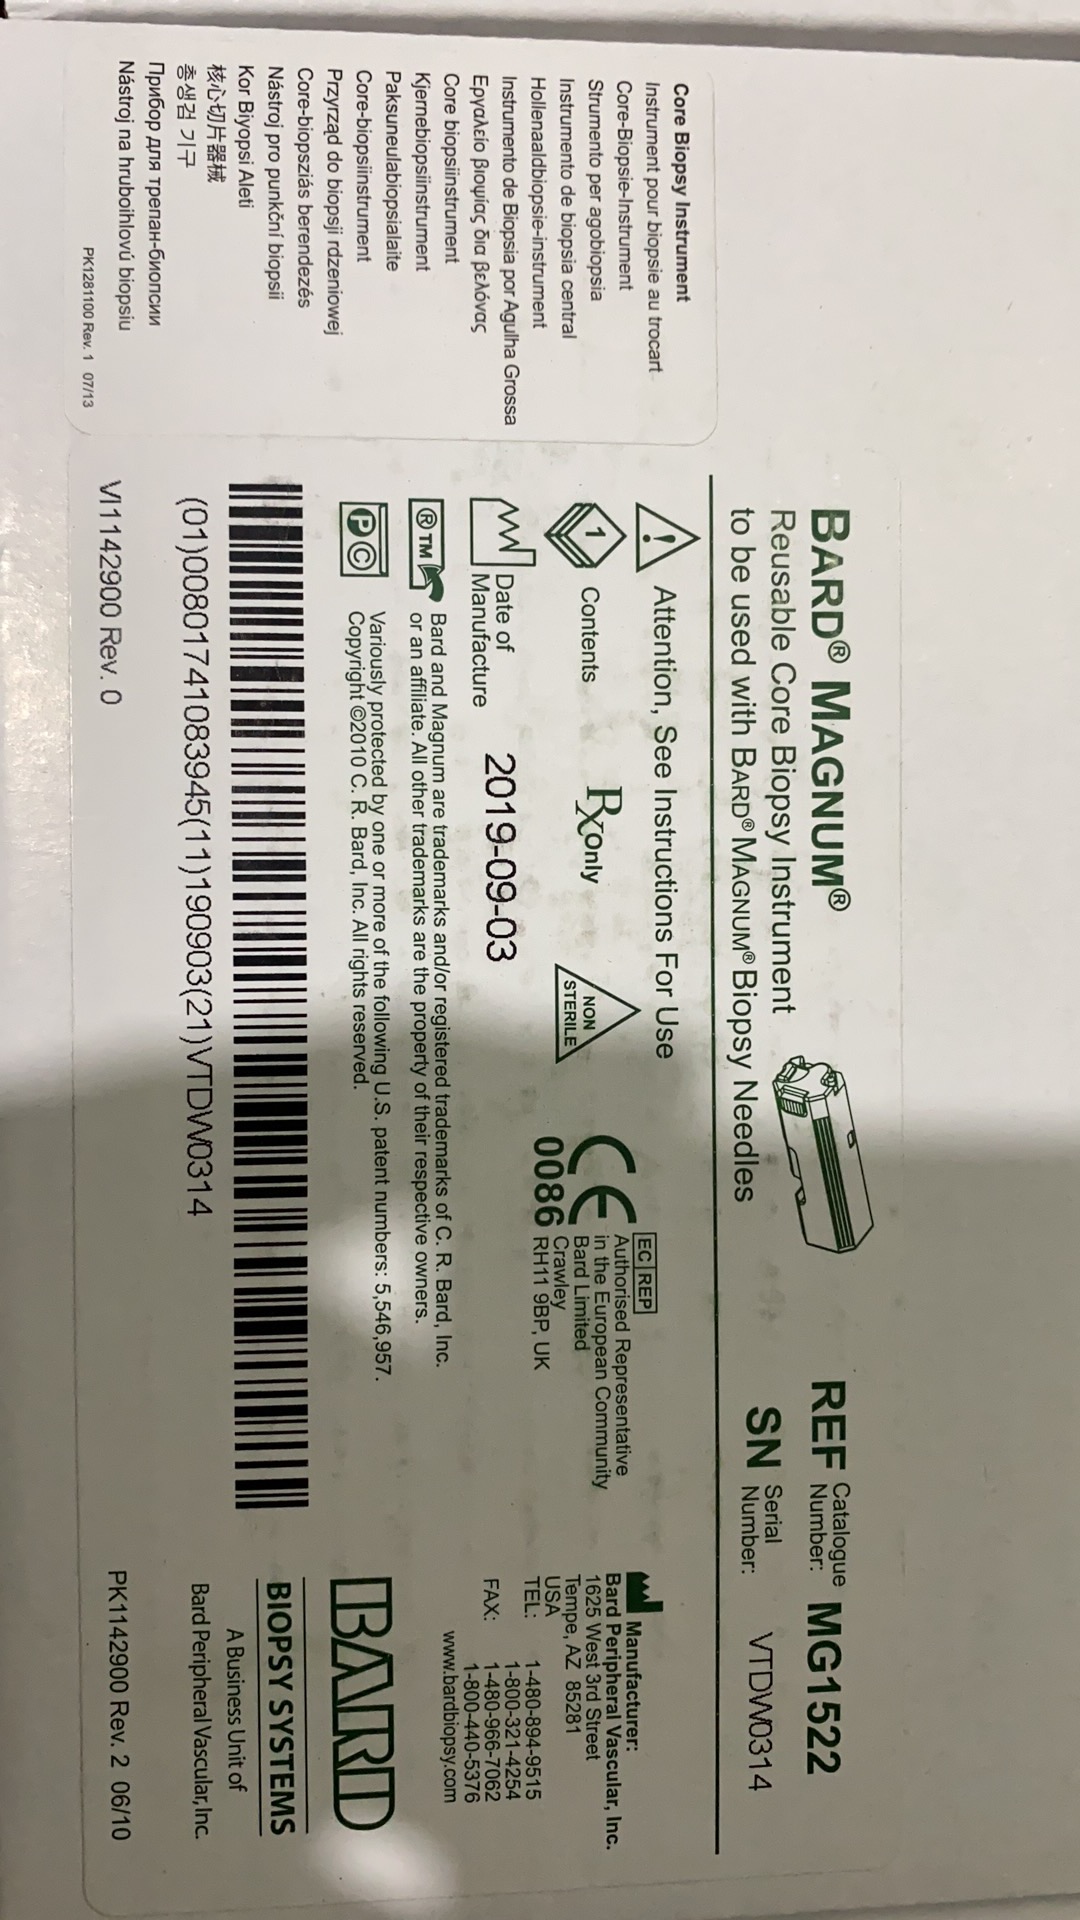 Core Biopsy Instrument
Instrument pour biopsie au trocart
Core-Biopsie-Instrument
Strumento per agobiopsia
Instrumento de biopsia central
Hollenaaldbiopsie-instrument
Instrumento de Biopsia por Agulha Grossa
Εργαλείο βιοψίας δια βελόνας
Core biopsiinstrument
Kjernebiopsiinstrument
Paksuneulabiopsialaite
Core-biopsiinstrument
Przyrząd do biopsji rdzeniowej
Core-biopsziás berendezés
Nástroj pro punkční biopsii
Kor Biyopsi Aleti
核心切片器械
총생검 기구
Прибор для трепан-биопсии
Nástroj na hruboihlovú biopsiu
PK1281100 Rev. 1 07/13
BARD® MAGNUM®
Reusable Core Biopsy Instrument
to be used with BARD® MAGNUM® Biopsy Needles
REF Catalogue Number: MG1522
SN Serial Number: VTDW0314
Attention, See Instructions For Use
1 Contents
Rx Only
NON STERILE
CE 0086
EC REP
Authorised Representative
in the European Community
Bard Limited
Crawley
RH11 9BP, UK
Date of Manufacture 2019-09-03
® TM Bard and Magnum are trademarks and/or registered trademarks of C. R. Bard, Inc.
or an affiliate. All other trademarks are the property of their respective owners.
P © Variously protected by one or more of the following U.S. patent numbers: 5,546,957.
Copyright ©2010 C. R. Bard, Inc. All rights reserved.
Manufacturer:
Bard Peripheral Vascular, Inc.
1625 West 3rd Street
Tempe, AZ 85281
USA
TEL: 1-480-894-9515
1-800-321-4254
FAX: 1-480-966-7062
1-800-440-5376
www.bardbiopsy.com
BARD
BIOPSY SYSTEMS
A Business Unit of
Bard Peripheral Vascular, Inc.
(01)00801741083945(11)190903(21)VTDW0314
VI1142900 Rev. 0
PK1142900 Rev. 2 06/10